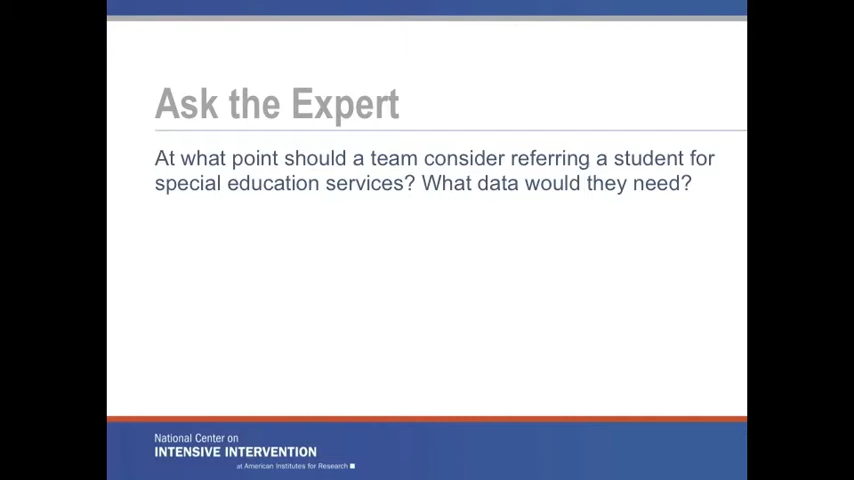 Ask the Expert
At what point should a team consider referring a student for
special education services? What data would they need?
National Center on
INTENSIVE INTERVENTION
at American Institutes for Research